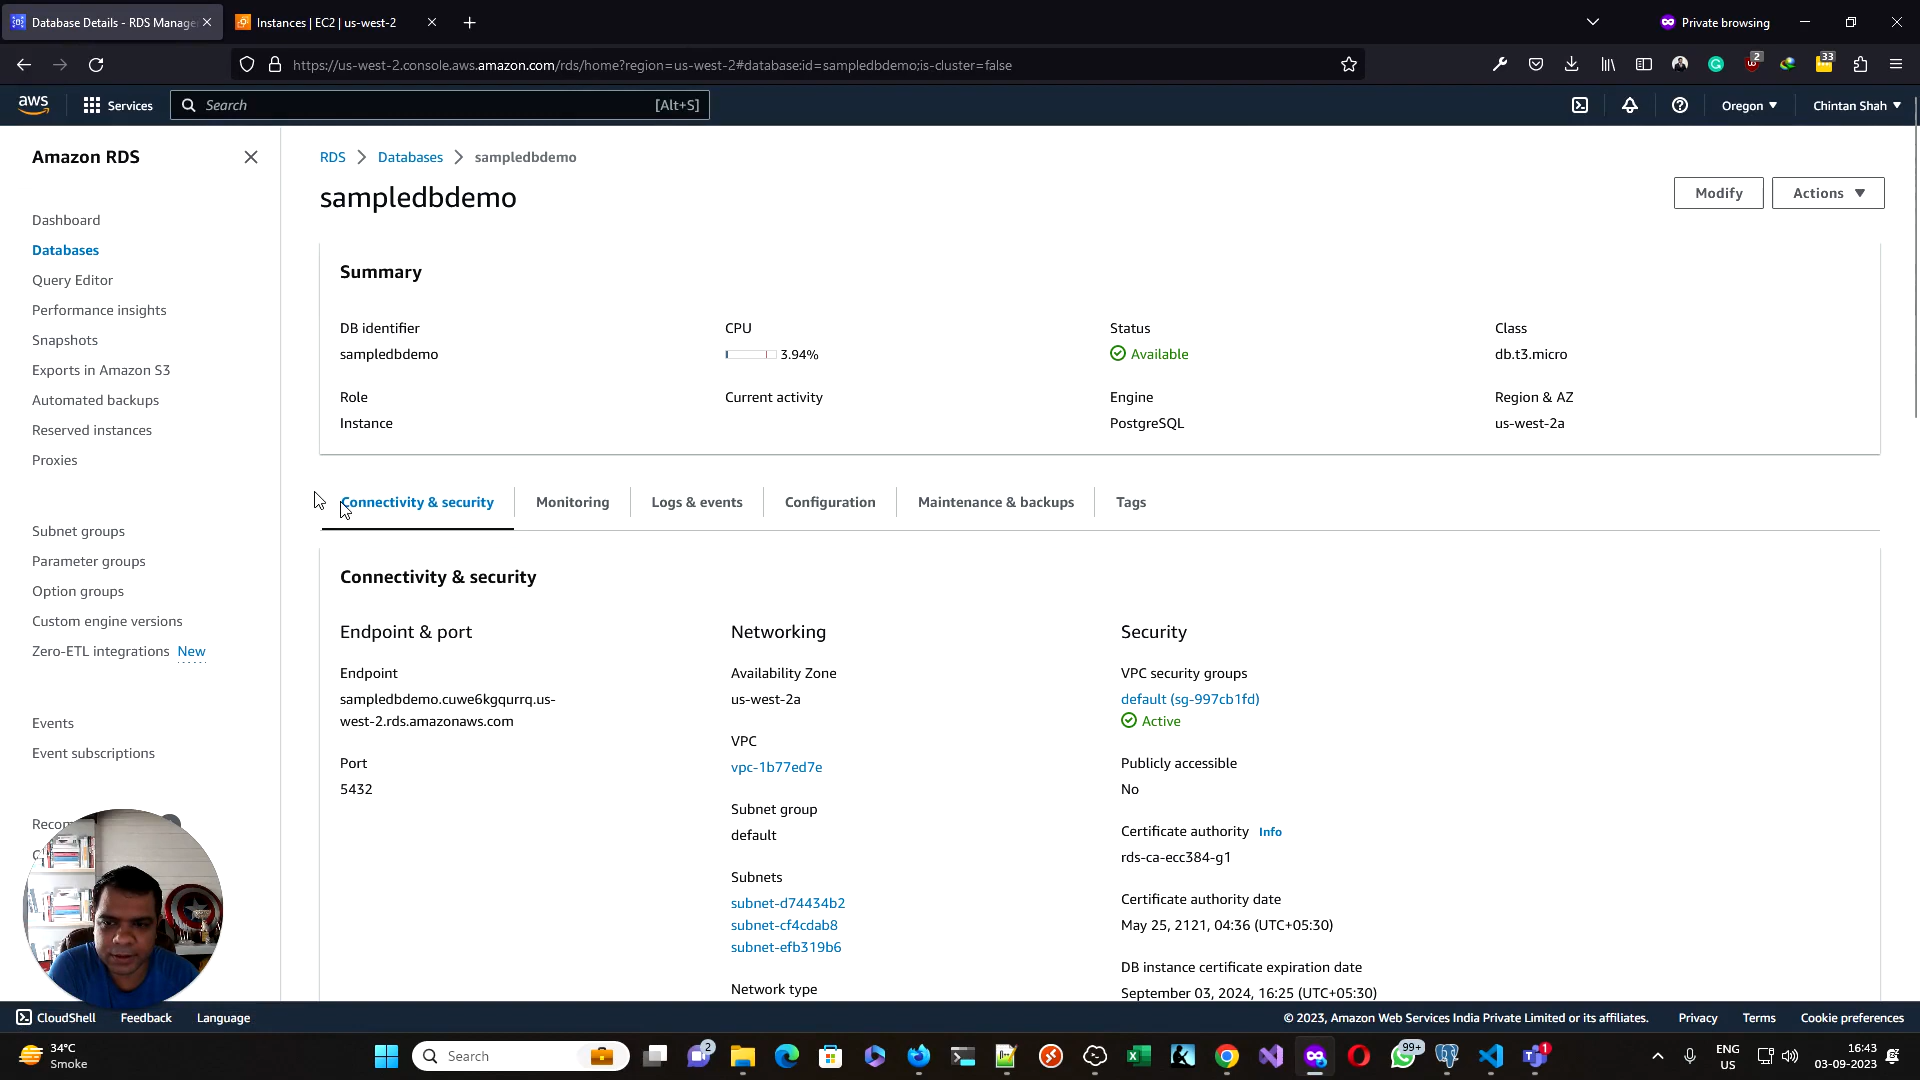 Database Details - RDS Manage
Instances | EC2 | us-west-2
Private browsing
https://us-west-2.console.aws.amazon.com/rds/home?region=us-west-2#database:id=sampledbdemo;is-cluster=false
2
33
aws
Services
Search
[Alt+S]
Oregon
Chintan Shah
Amazon RDS
Dashboard
Databases
Query Editor
Performance insights
Snapshots
Exports in Amazon S3
Automated backups
Reserved instances
Proxies
Subnet groups
Parameter groups
Option groups
Custom engine versions
Zero-ETL integrations New
Events
Event subscriptions
RDS > Databases > sampledbdemo
sampledbdemo
Modify
Actions
Summary
DB identifier
sampledbdemo
CPU
3.94%
Status
Available
Class
db.t3.micro
Role
Instance
Current activity
Engine
PostgreSQL
Region & AZ
us-west-2a
Connectivity & security
Monitoring
Logs & events
Configuration
Maintenance & backups
Tags
Connectivity & security
Endpoint & port
Endpoint
sampledbdemo.cuwe6kgqurrq.us-
west-2.rds.amazonaws.com
Port
5432
Networking
Availability Zone
us-west-2a
VPC
vpc-1b77ed7e
Subnet group
default
Subnets
subnet-d74434b2
subnet-cf4cdab8
subnet-efb319b6
Network type
Security
VPC security groups
default (sg-997cb1fd)
Active
Publicly accessible
No
Certificate authority Info
rds-ca-ecc384-g1
Certificate authority date
May 25, 2121, 04:36 (UTC+05:30)
DB instance certificate expiration date
September 03, 2024, 16:25 (UTC+05:30)
CloudShell
Feedback
Language
© 2023, Amazon Web Services India Private Limited or its affiliates.
Privacy
Terms
Cookie preferences
34°C
Smoke
Search
2
99+
1
ENG
US
16:43
03-09-2023